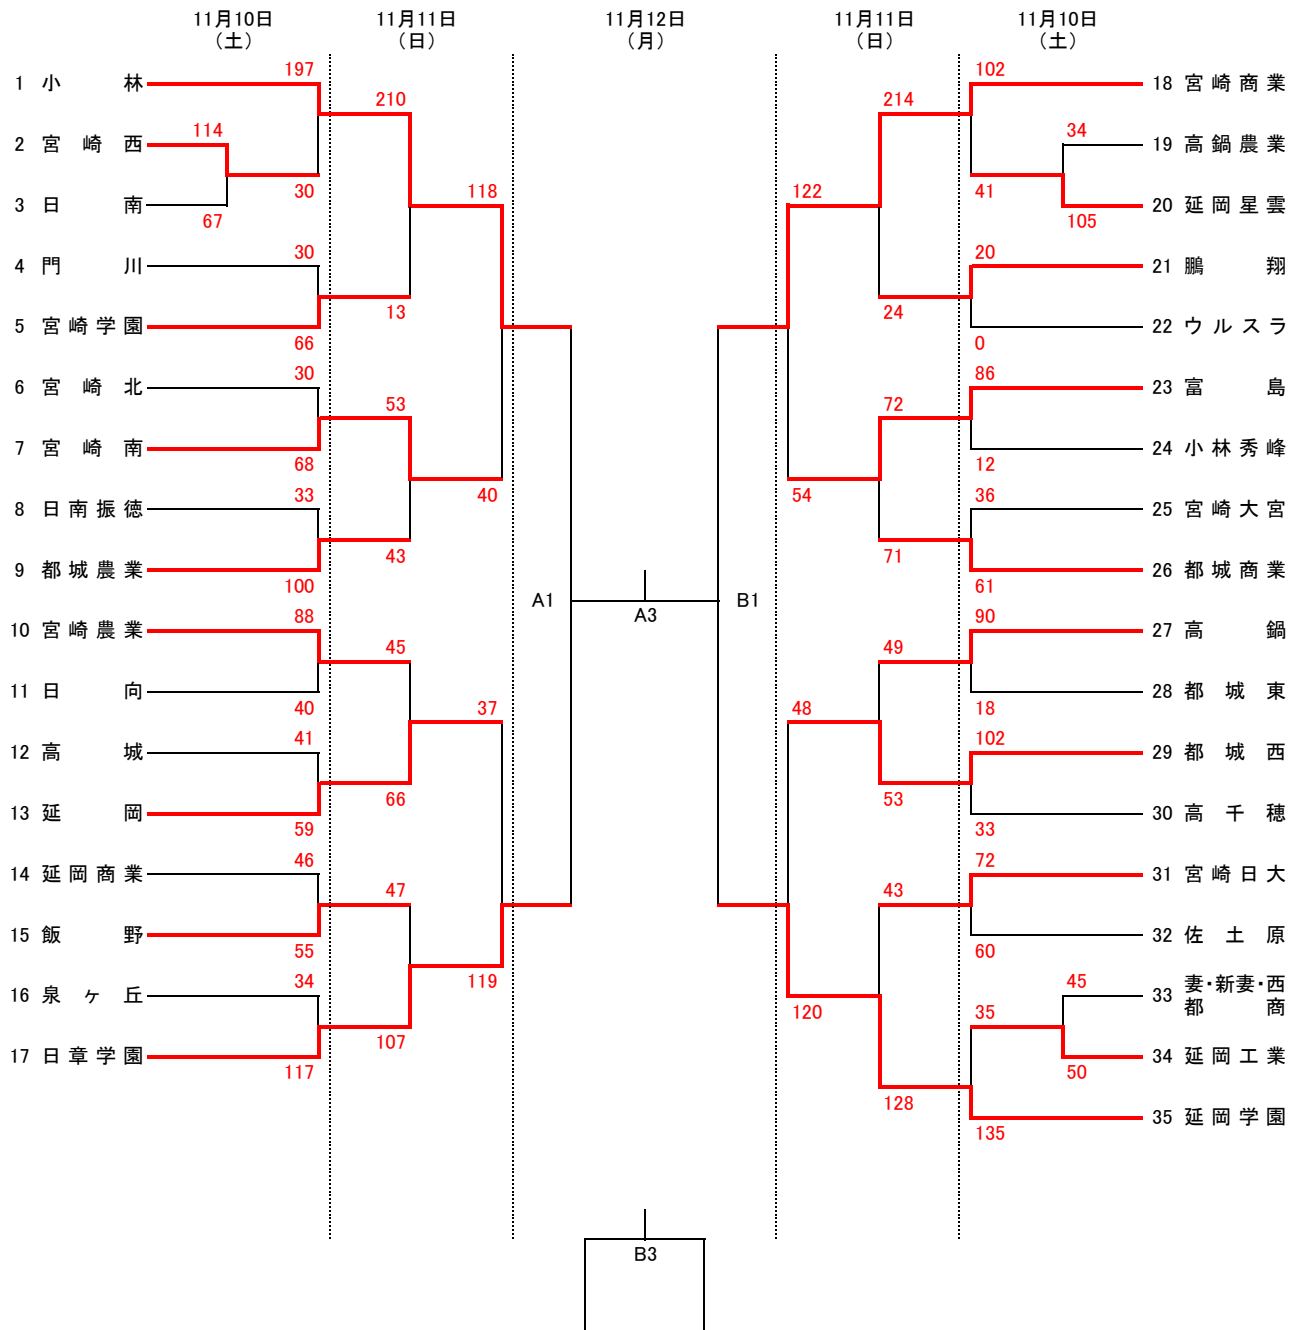 11月10日 11月11日 11月12日 11月11日 11月10日
（土） （日） （月） （日） （土）
197 102
1 小林 18 宮崎商業
210 214
114 34
2 宮崎西 19 高鍋農業
30 118 122 41
3 日南 20 延岡星雲
67 105
30 20
4 門川 21 鵬翔
13 24
5 宮崎学園 22 ウルスラ
66 0
30 86
6 宮崎北 23 富島
53 72
7 宮崎南 24 小林秀峰
68 12
33 40 54 36
8 日南振徳 25 宮崎大宮
43 71
9 都城農業 26 都城商業
100 61
A1 A3 B1
88 90
10 宮崎農業 27 高鍋
45 49
11 日向 28 都城東
40 37 48 18
41 102
12 高城 29 都城西
66 53
13 延岡 30 高千穂
59 33
46 72
14 延岡商業 31 宮崎日大
47 43
15 飯野 32 佐土原
55 60
34 119 45
16 泉ヶ丘 33 妻・新妻・西
都商
120 35
107
17 日章学園 34 延岡工業
117 50
128
35 延岡学園
135
B3